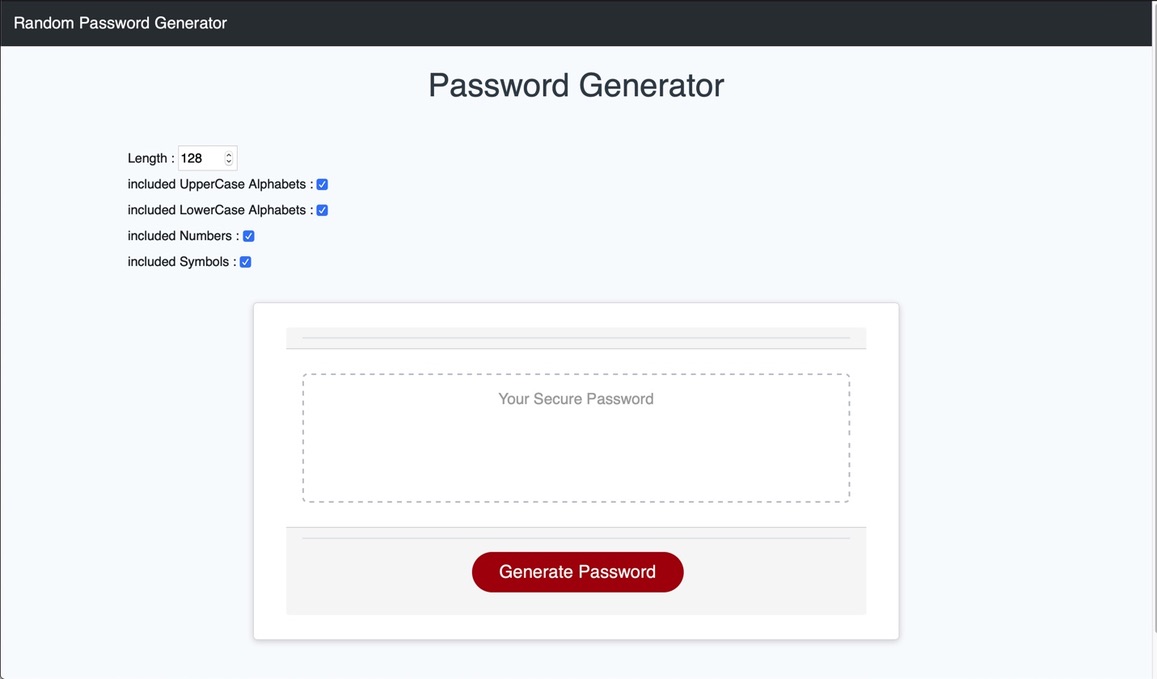 Random Password Generator
Password Generator
Length : 128
included UpperCase Alphabets :
included LowerCase Alphabets :
included Numbers :
included Symbols :
Your Secure Password
Generate Password